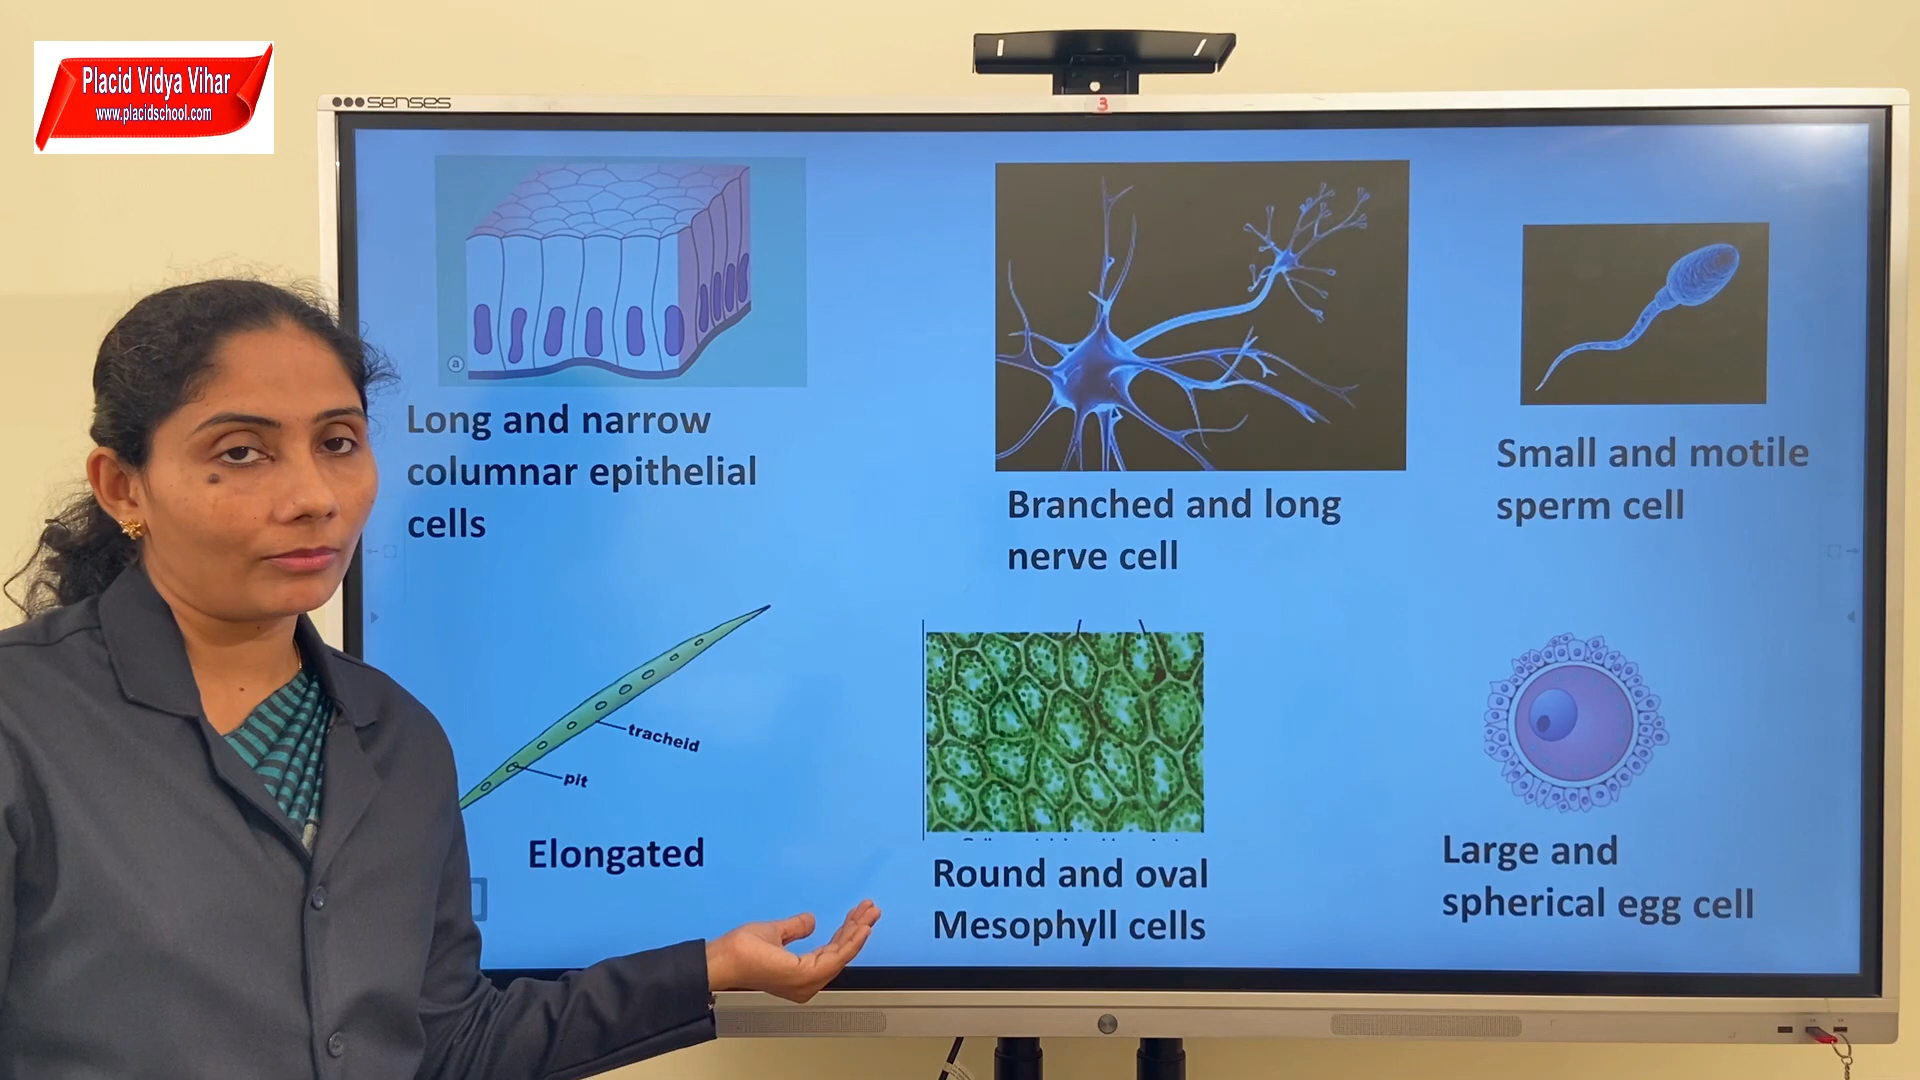 Placid Vidya Vihar
www.placidschool.com
senses
3
a
Long and narrow
columnar epithelial
cells
Branched and long
nerve cell
Small and motile
sperm cell
tracheid
pit
Elongated
Round and oval
Mesophyll cells
Large and
spherical egg cell